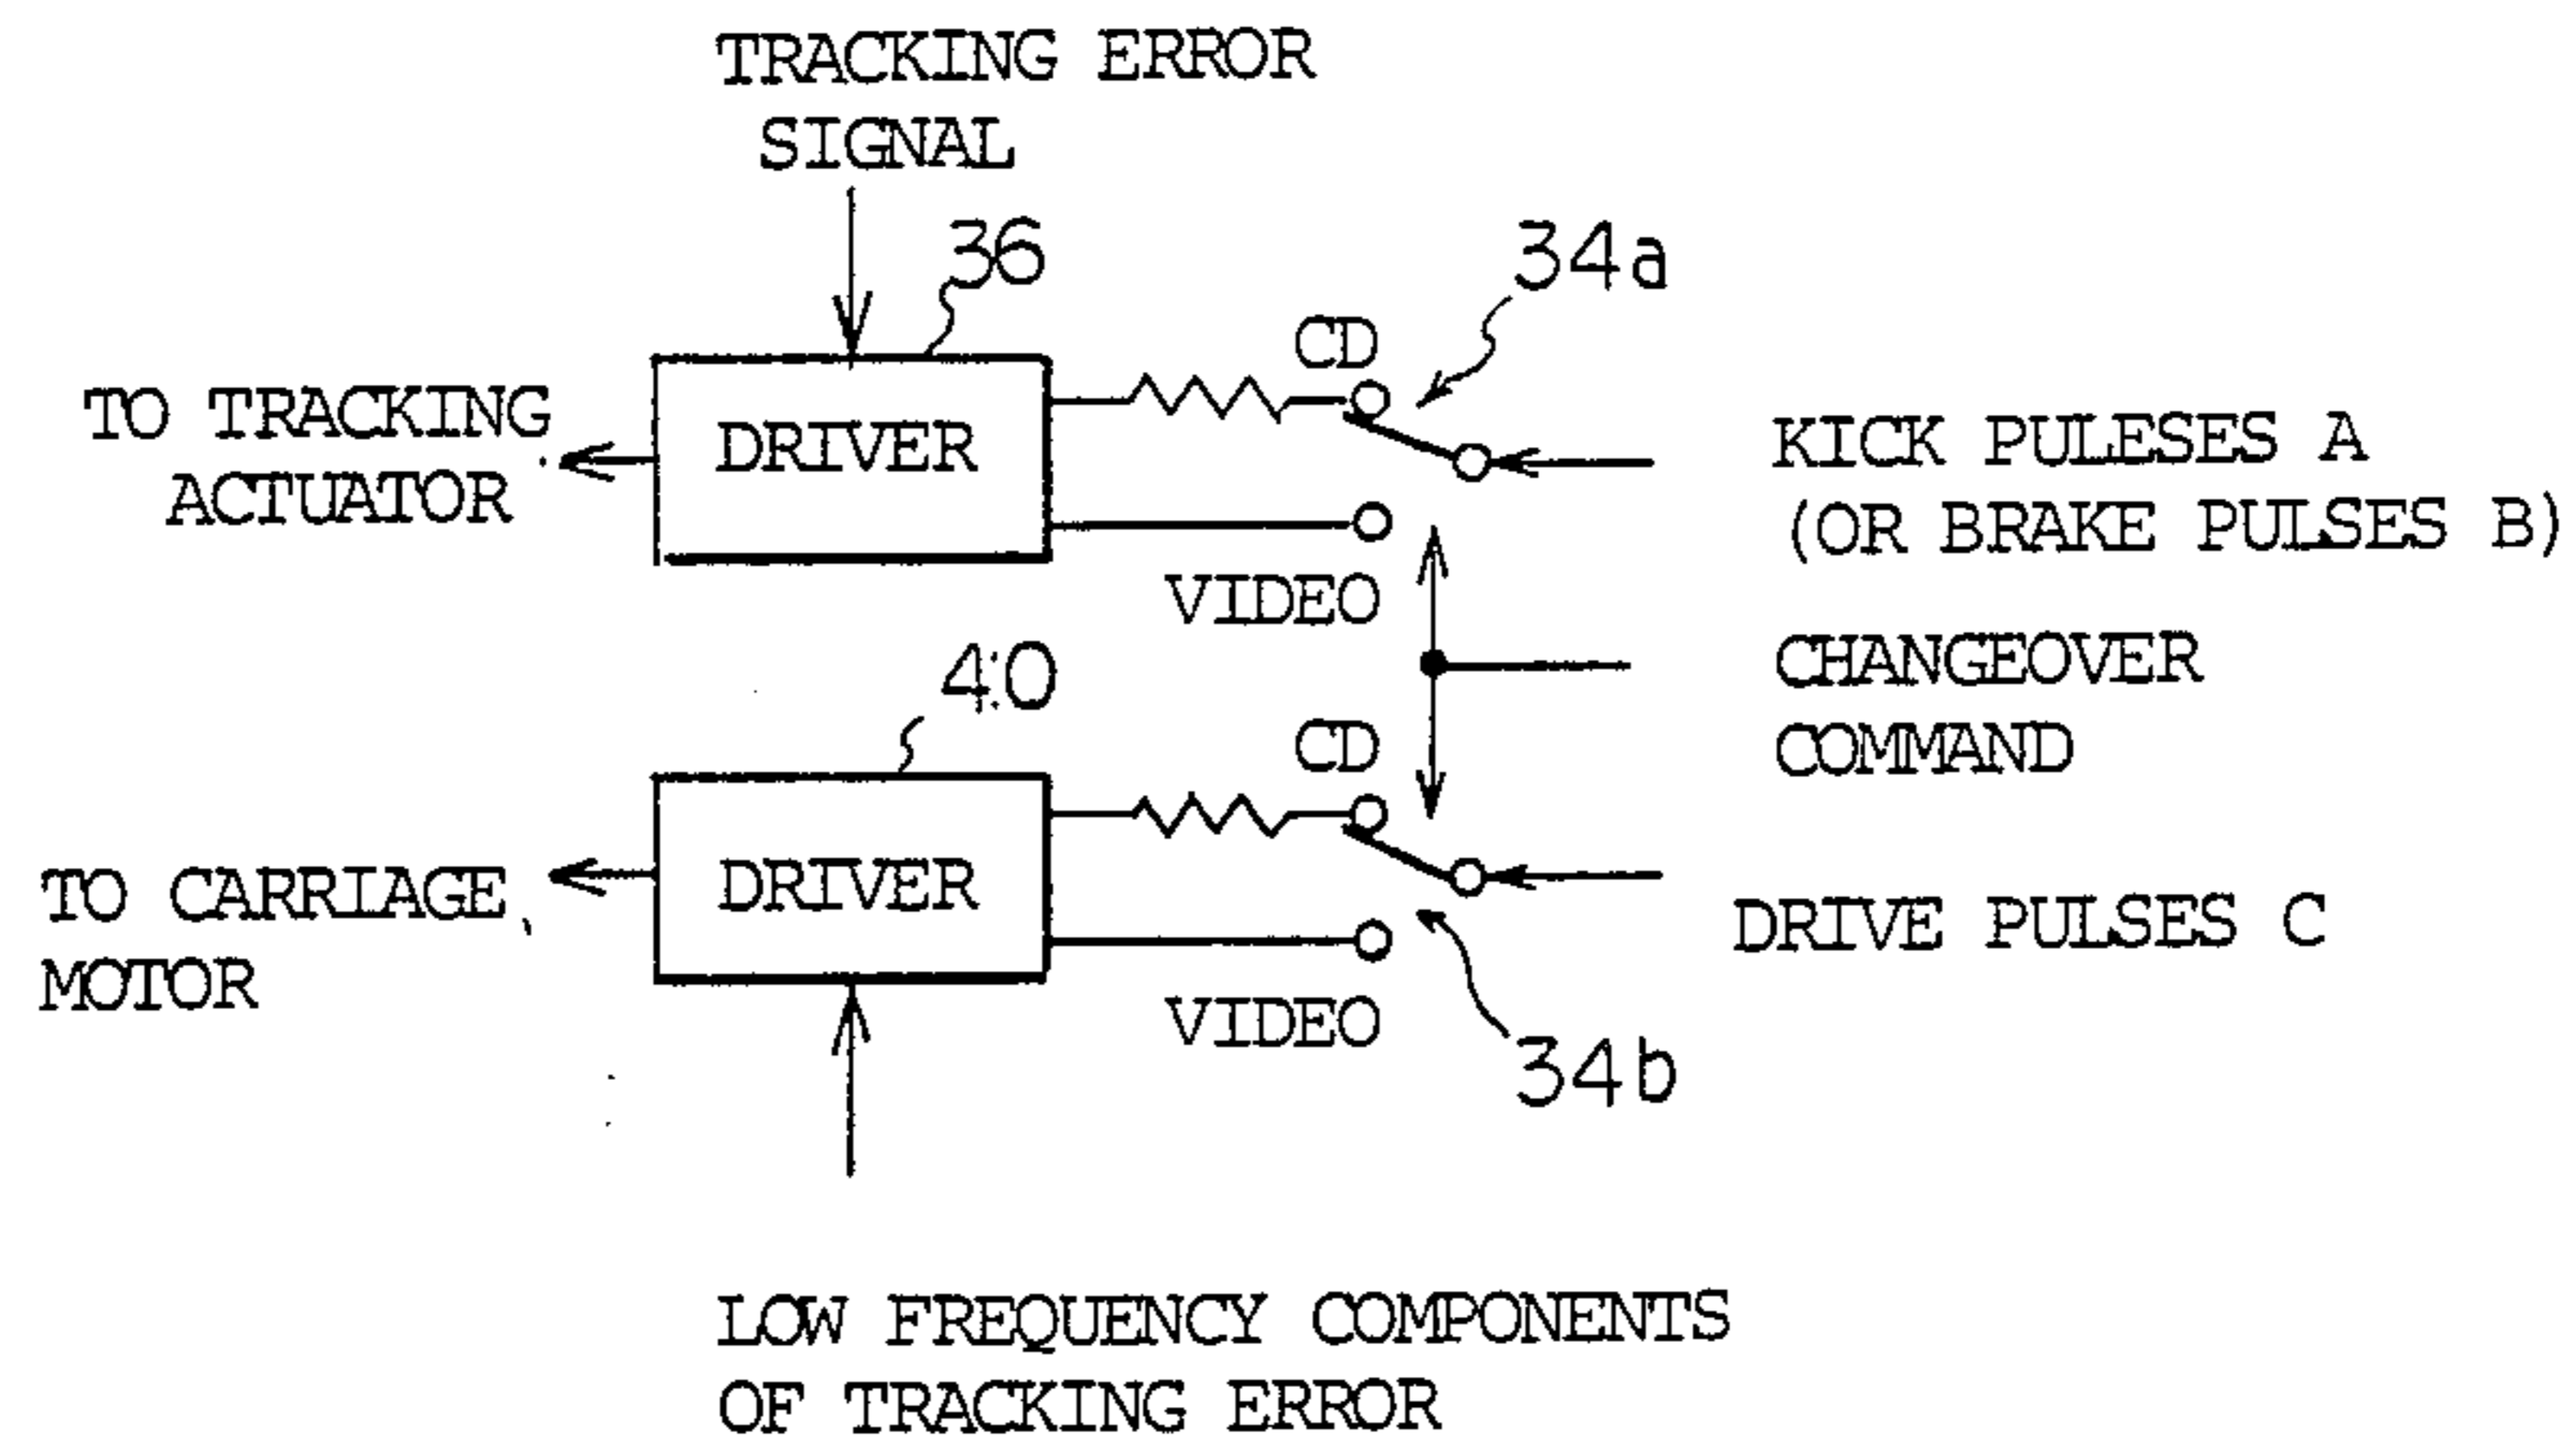 TRACKING ERROR
SIGNAL
36
34a
CD
TO TRACKING
ACTUATOR
DRIVER
KICK PULESES A
(OR BRAKE PULSES B)
VIDEO
CHANGEOVER
COMMAND
40
CD
TO CARRIAGE
MOTOR
DRIVER
DRIVE PULSES C
VIDEO
34b
LOW FREQUENCY COMPONENTS
OF TRACKING ERROR